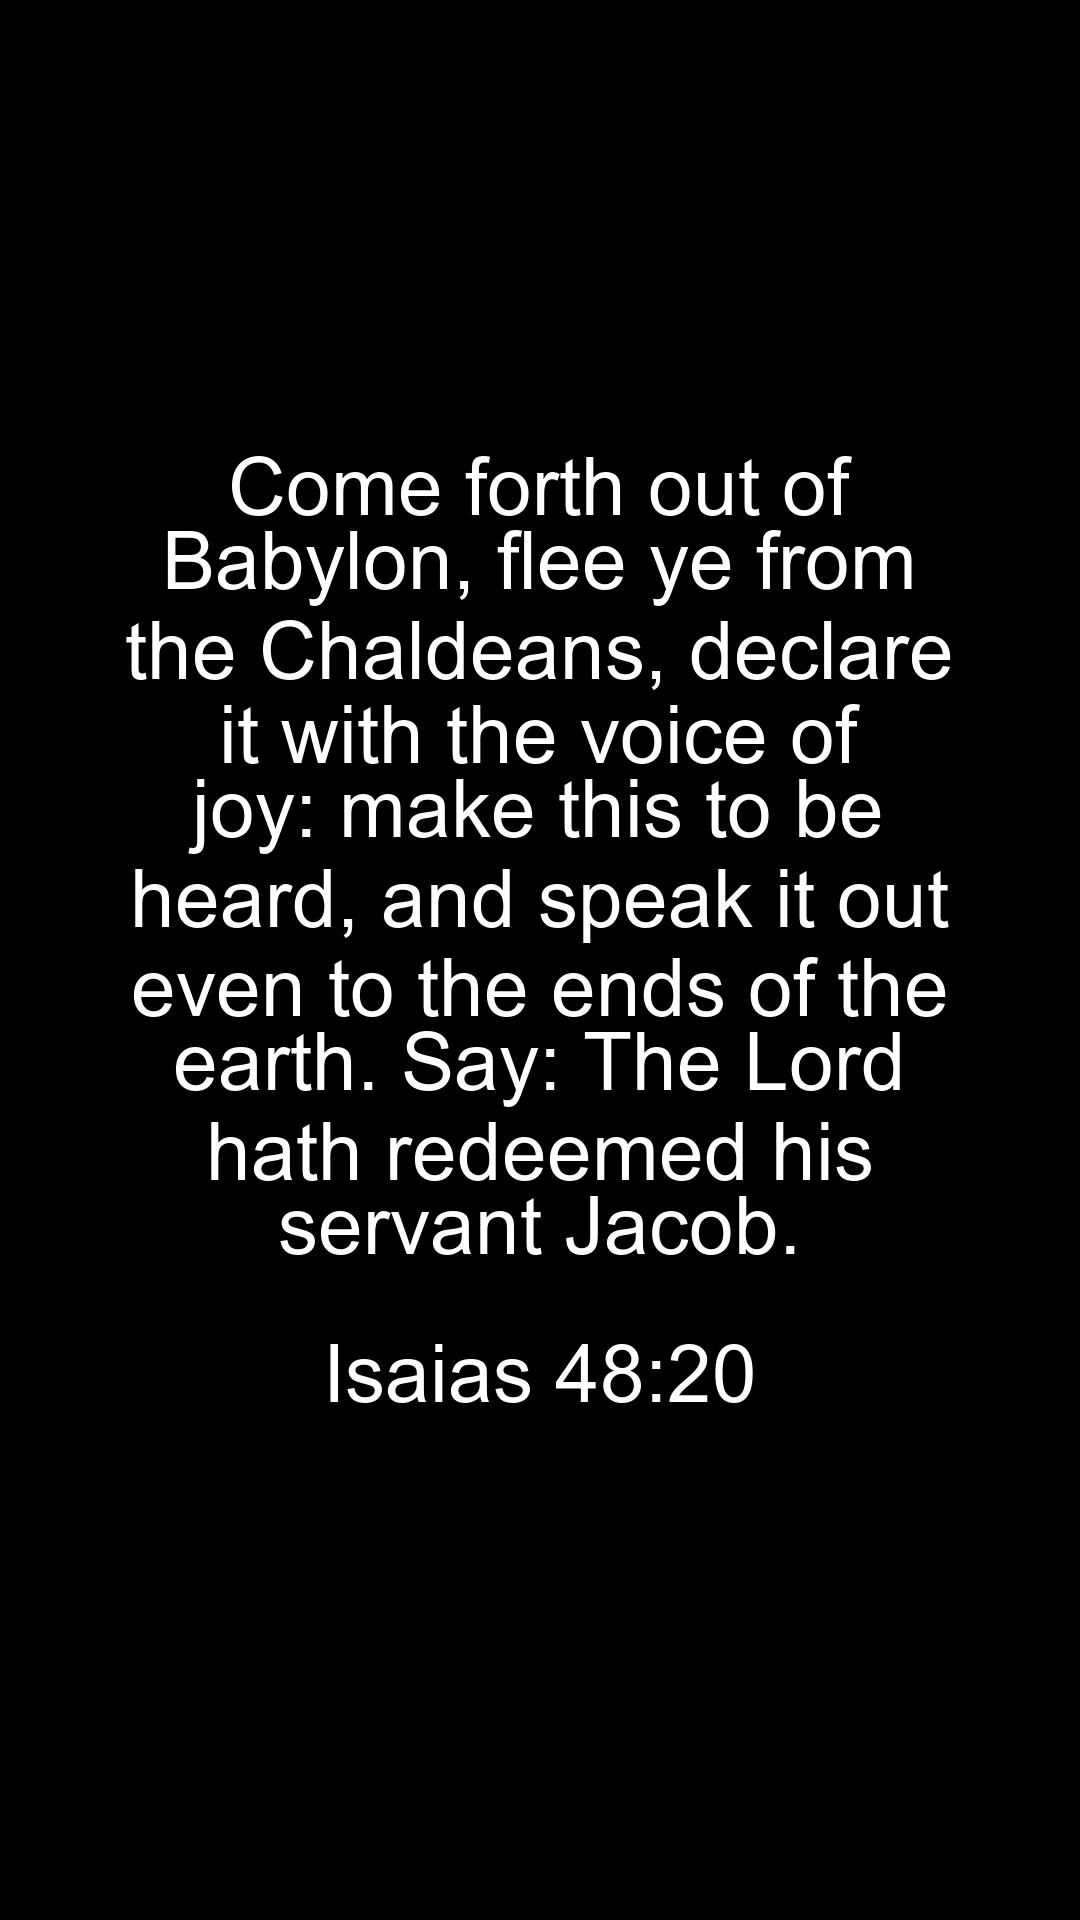 Come forth out of
Babylon, flee ye from
the Chaldeans, declare
it with the voice of
joy: make this to be
heard, and speak it out
even to the ends of the
earth. Say: The Lord
hath redeemed his
servant Jacob.
Isaias 48:20